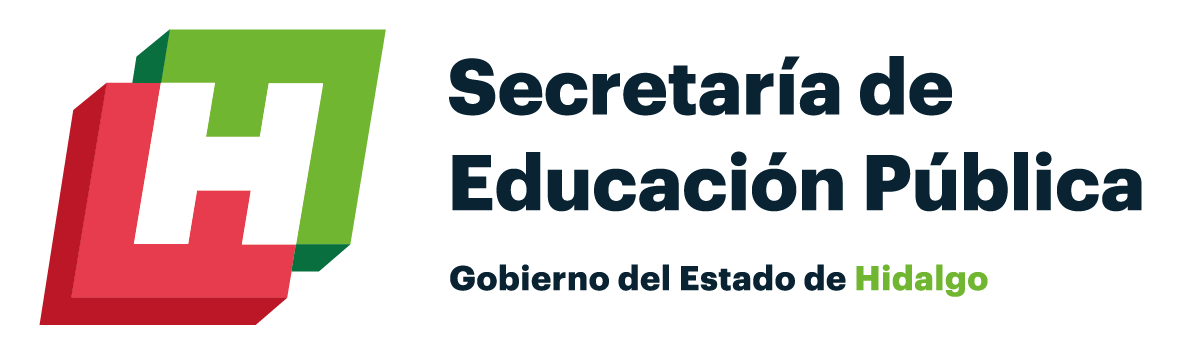 H
Secretaría de
Educación Pública
Gobierno del Estado de Hidalgo